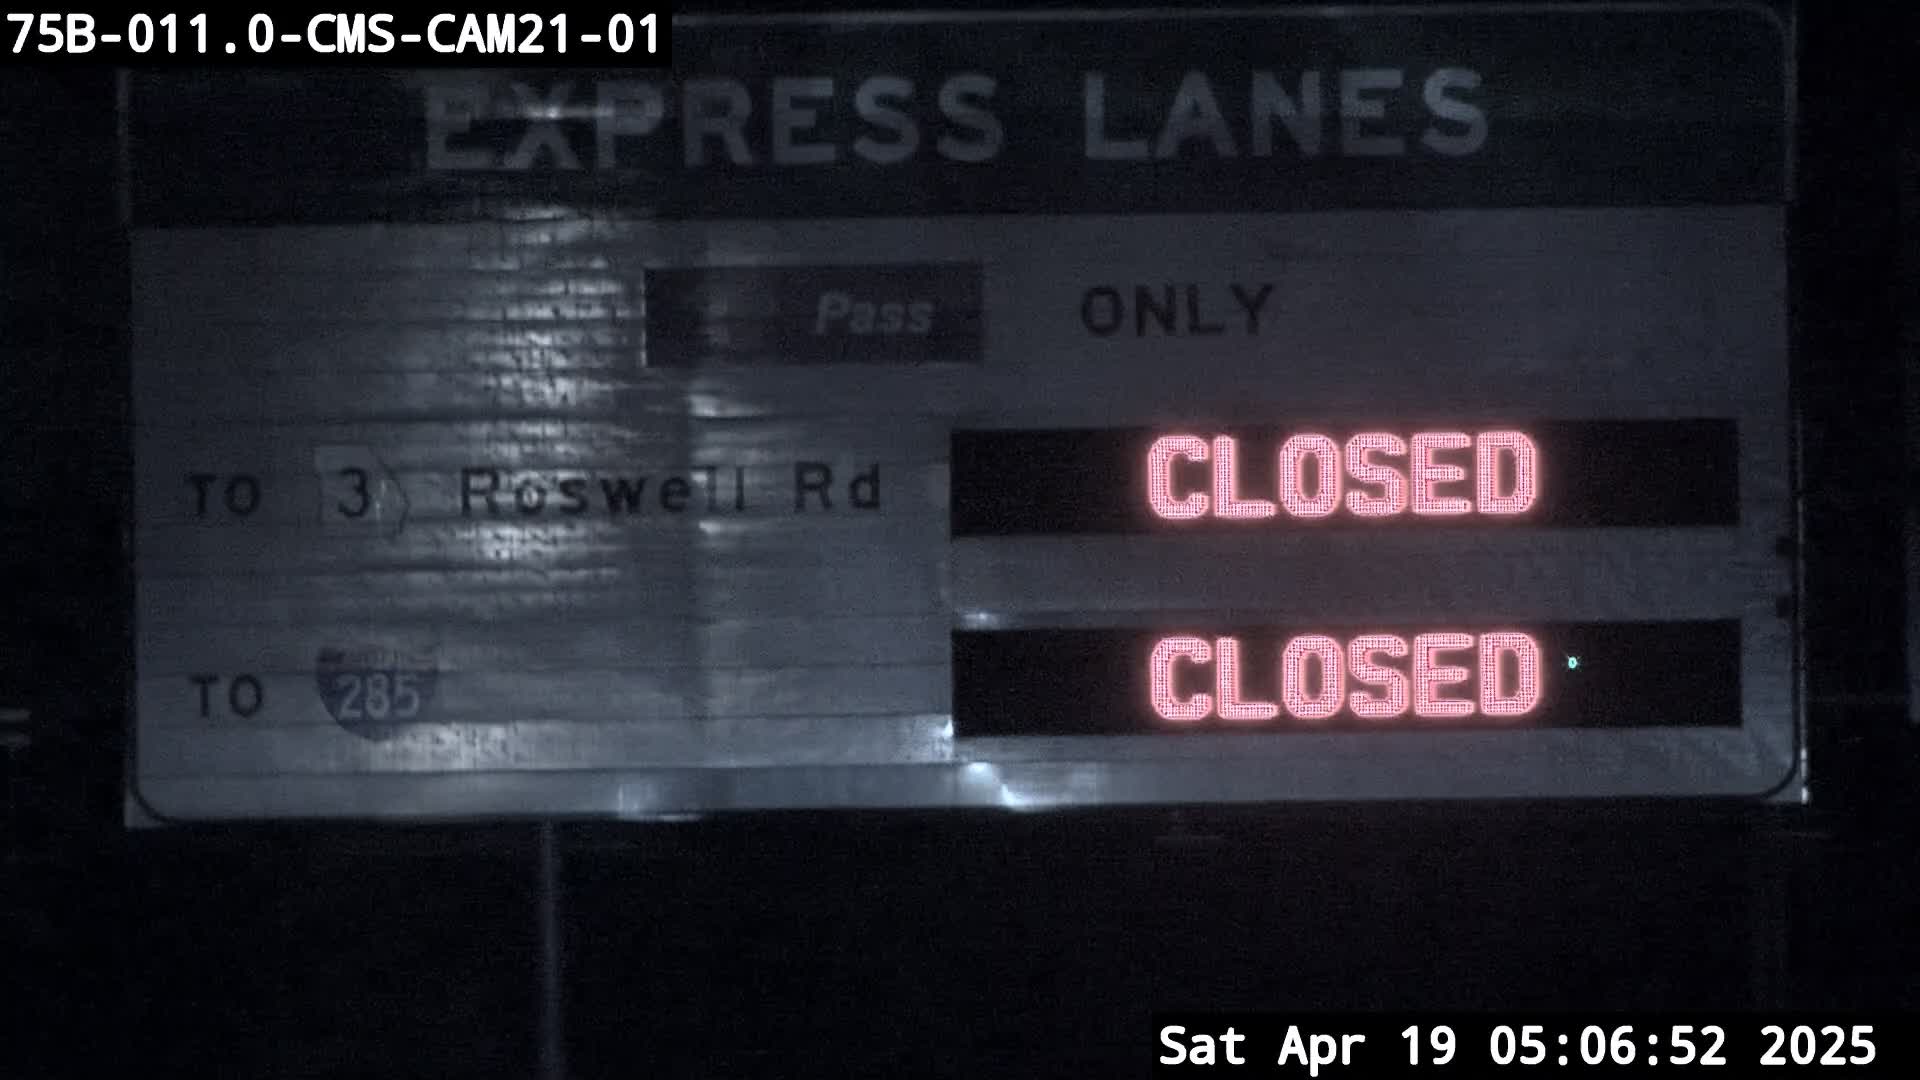 75B-011.0-CMS-CAM21-01
EXPRESS LANES
Pass ONLY
TO 3 Roswell Rd CLOSED
TO 285 CLOSED
Sat Apr 19 05:06:52 2025